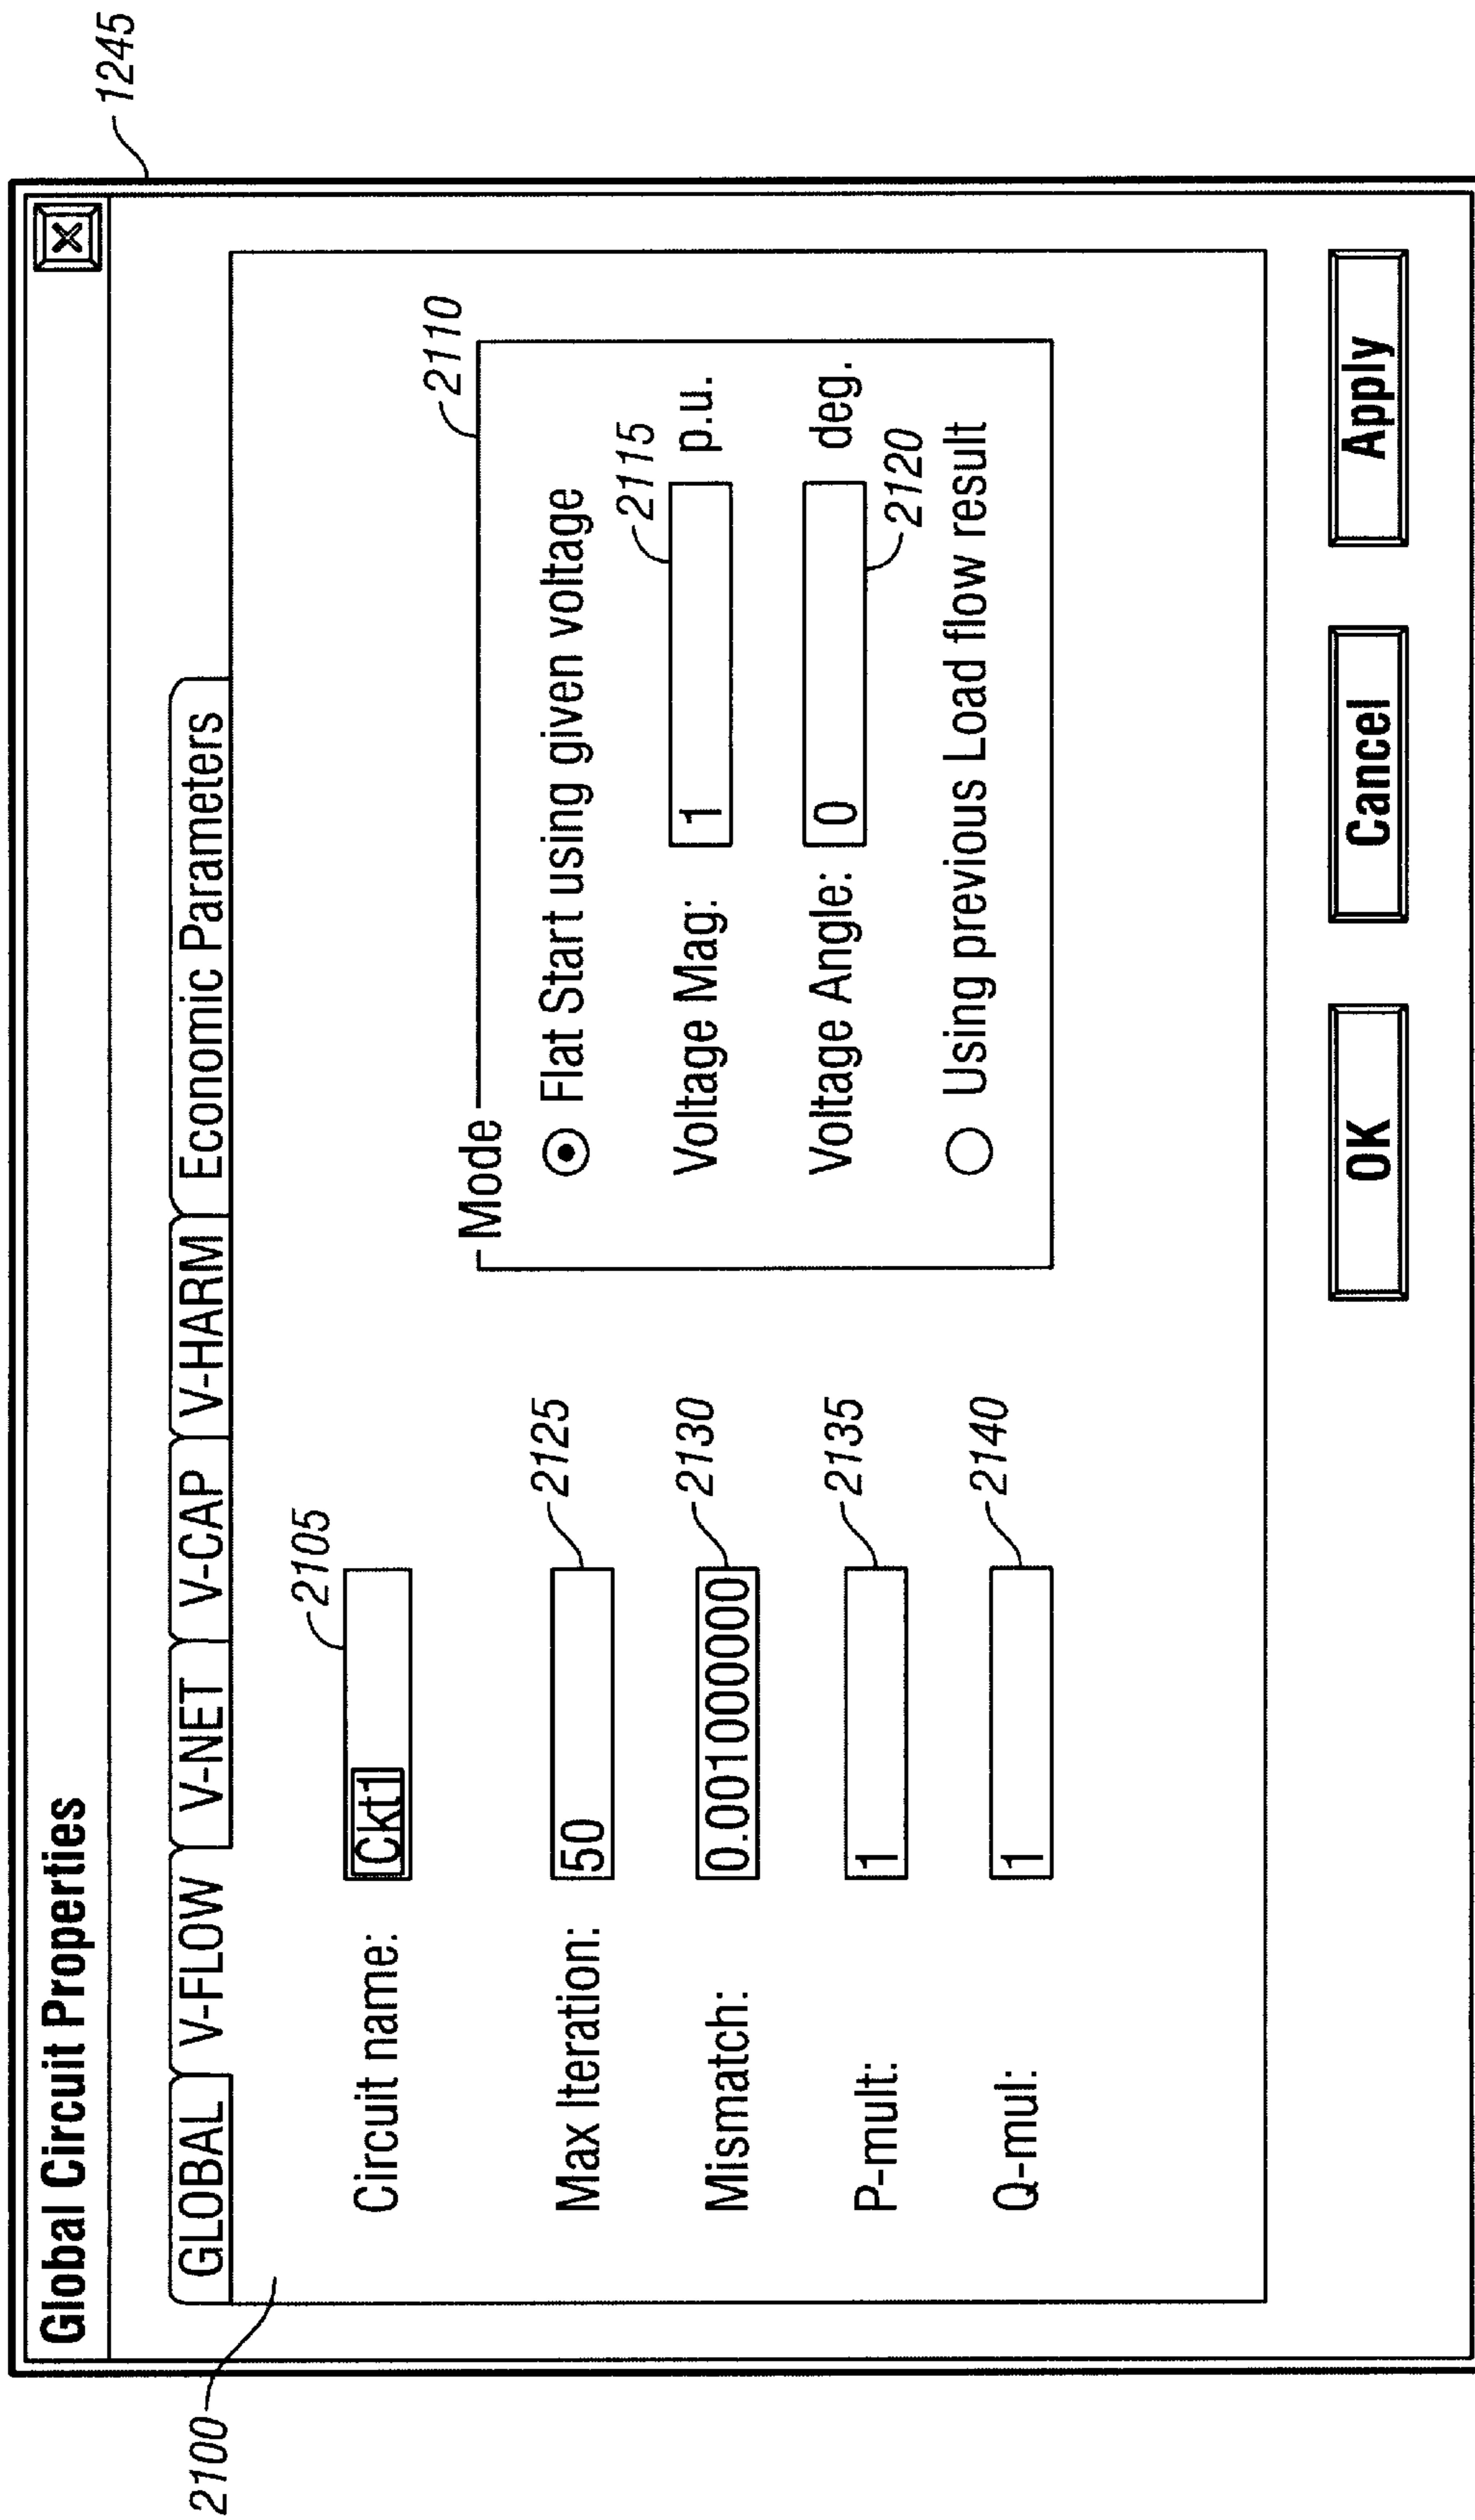 1245
Global Circuit Properties
GLOBAL V-FLOW V-NET V-CAP V-HARM Economic Parameters
2100
2105
Circuit name: Ckt1
2110
Mode
Flat Start using given voltage
2125
Max Iteration: 50
2115
Voltage Mag: 1 p.u.
2130
Mismatch: 0.00100000
Voltage Angle: 0 deg.
2120
2135
P-mult: 1
Using previous Load flow result
2140
Q-mul: 1
OK Cancel Apply